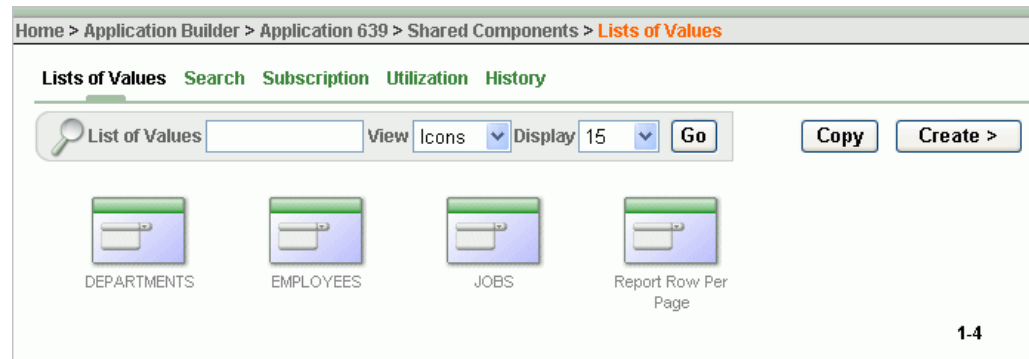 Home > Application Builder > Application 639 > Shared Components > Lists of Values
Lists of Values Search Subscription Utilization History
List of Values View Icons Display 15 Go Copy Create >
DEPARTMENTS EMPLOYEES JOBS Report Row Per
Page
1-4